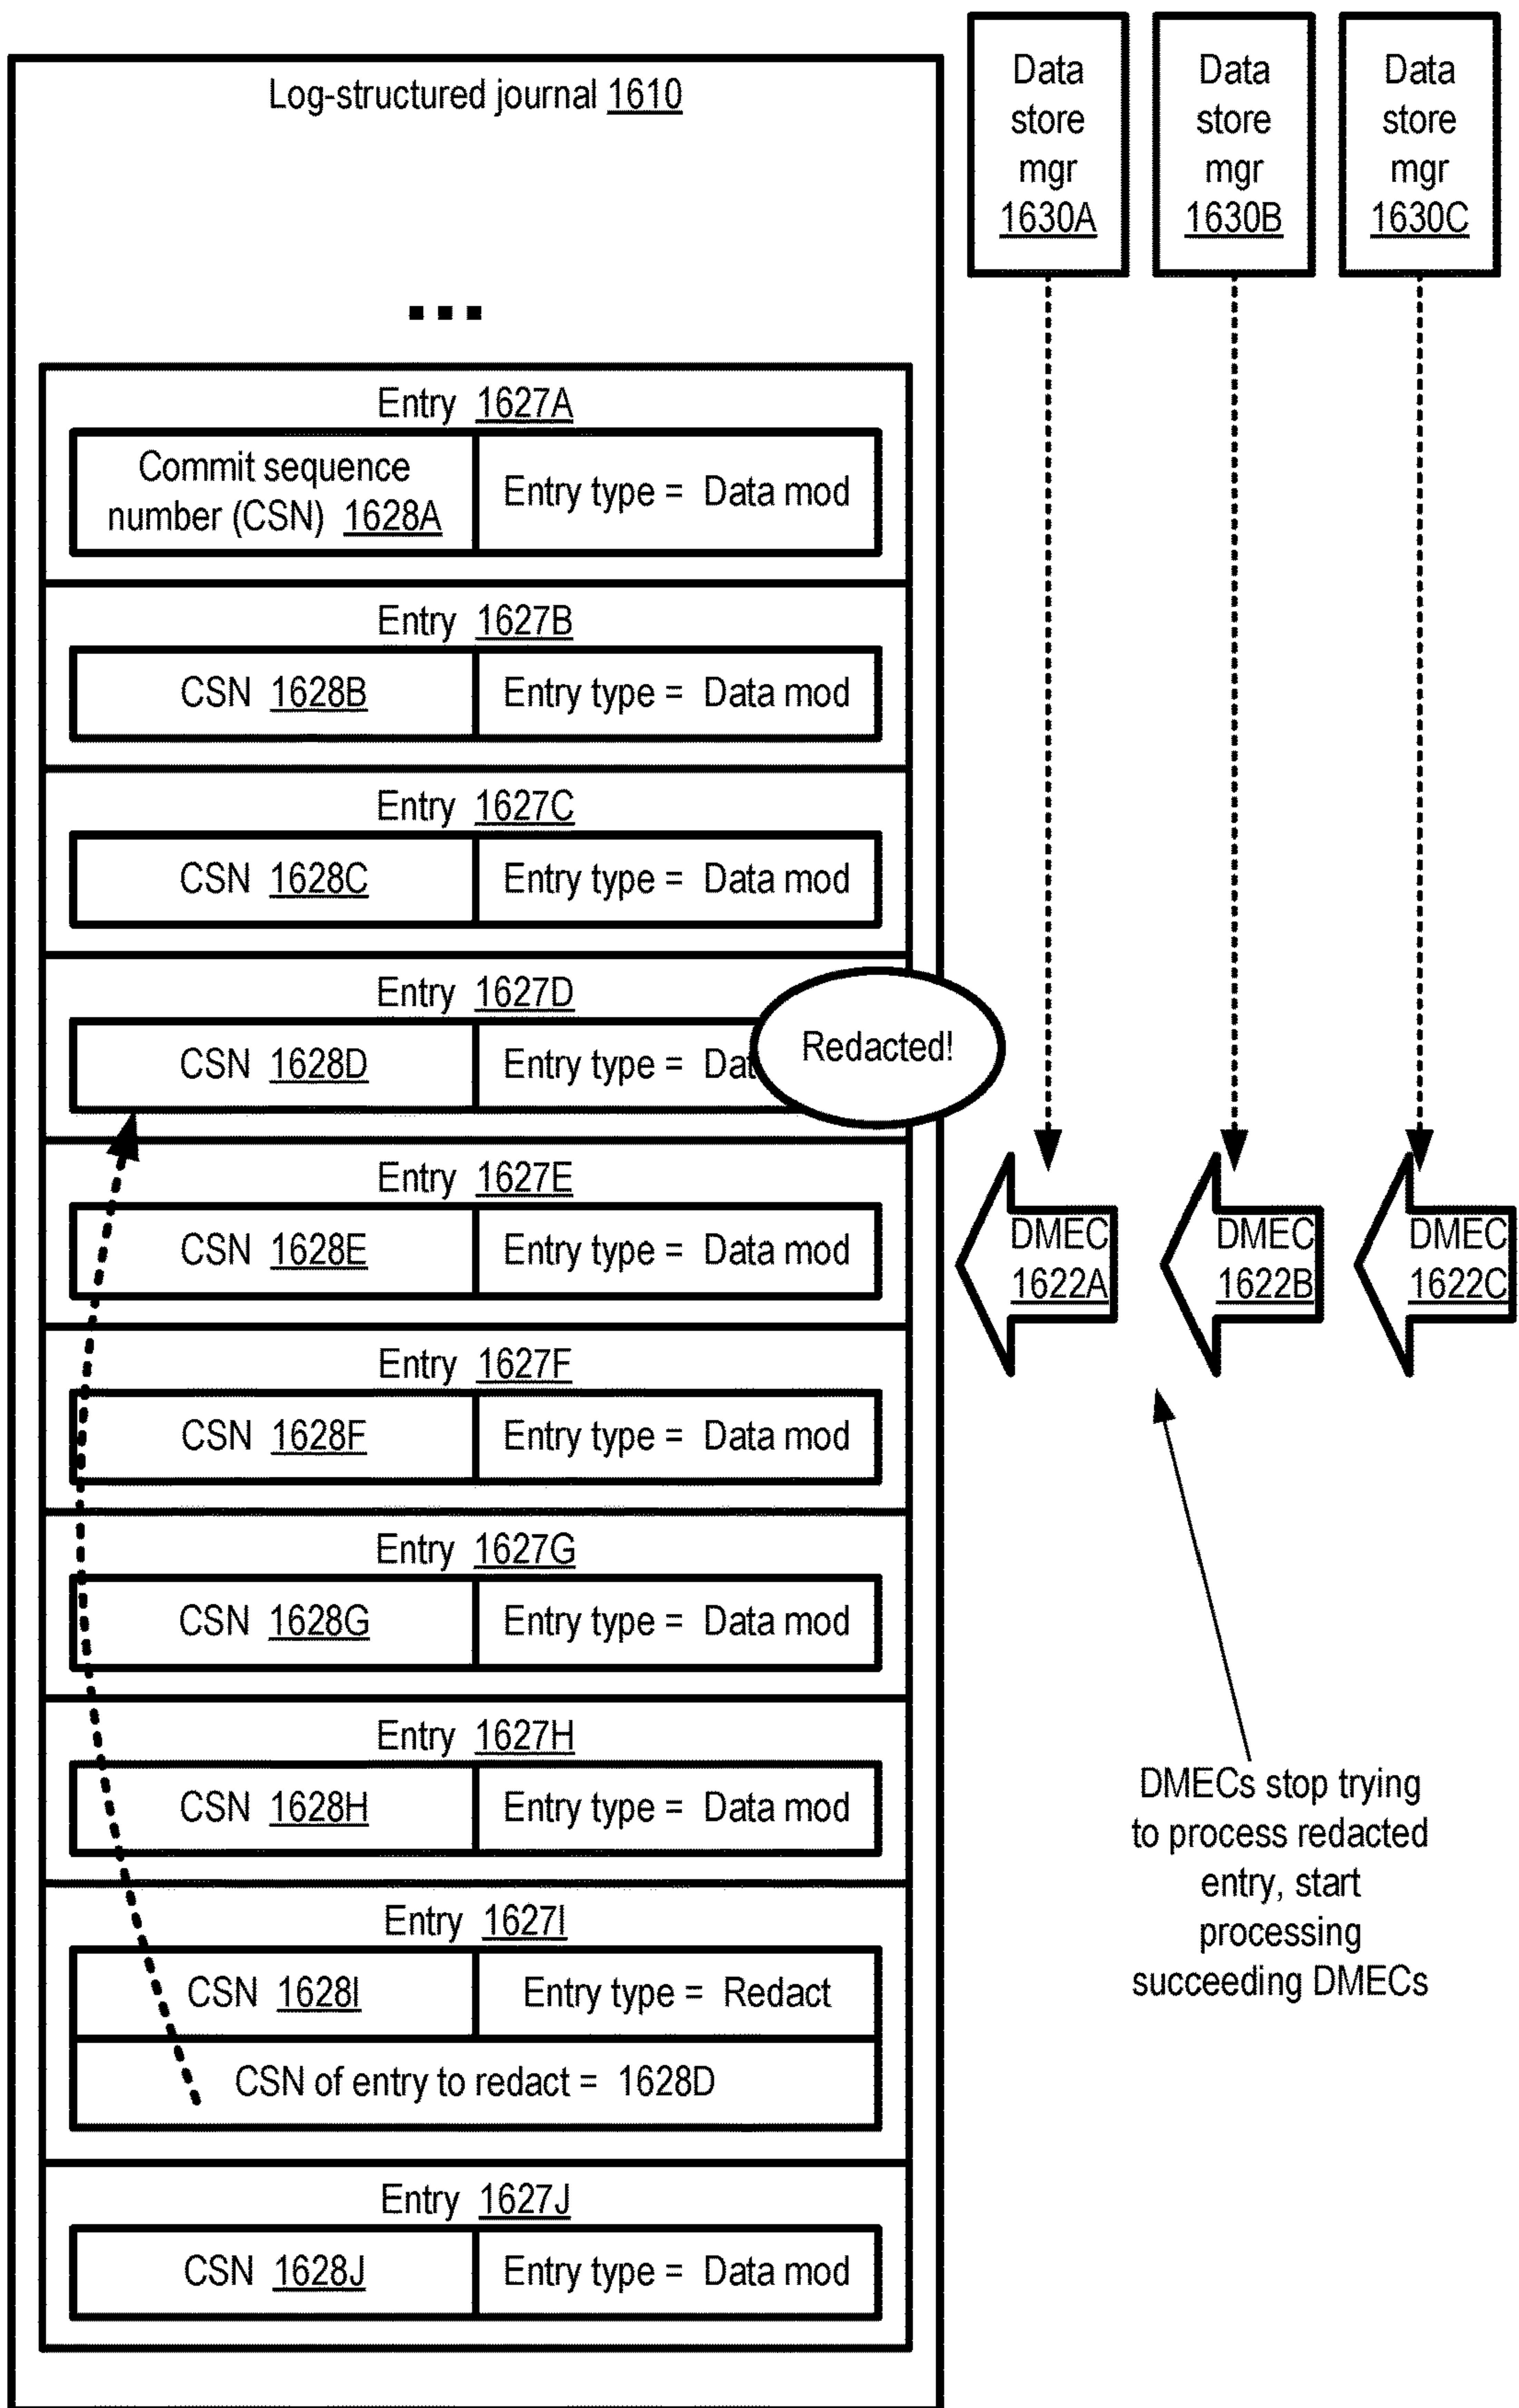 Log-structured journal 1610
...
Entry 1627A
Commit sequence
number (CSN) 1628A
Entry type = Data mod
Entry 1627B
CSN 1628B
Entry type = Data mod
Entry 1627C
CSN 1628C
Entry type = Data mod
Entry 1627D
CSN 1628D
Entry type = Dat
Redacted!
Entry 1627E
CSN 1628E
Entry type = Data mod
Entry 1627F
CSN 1628F
Entry type = Data mod
Entry 1627G
CSN 1628G
Entry type = Data mod
Entry 1627H
CSN 1628H
Entry type = Data mod
Entry 1627I
CSN 1628I
Entry type = Redact
CSN of entry to redact = 1628D
Entry 1627J
CSN 1628J
Entry type = Data mod
Data
store
mgr
1630A
Data
store
mgr
1630B
Data
store
mgr
1630C
DMEC
1622A
DMEC
1622B
DMEC
1622C
DMECs stop trying
to process redacted
entry, start
processing
succeeding DMECs